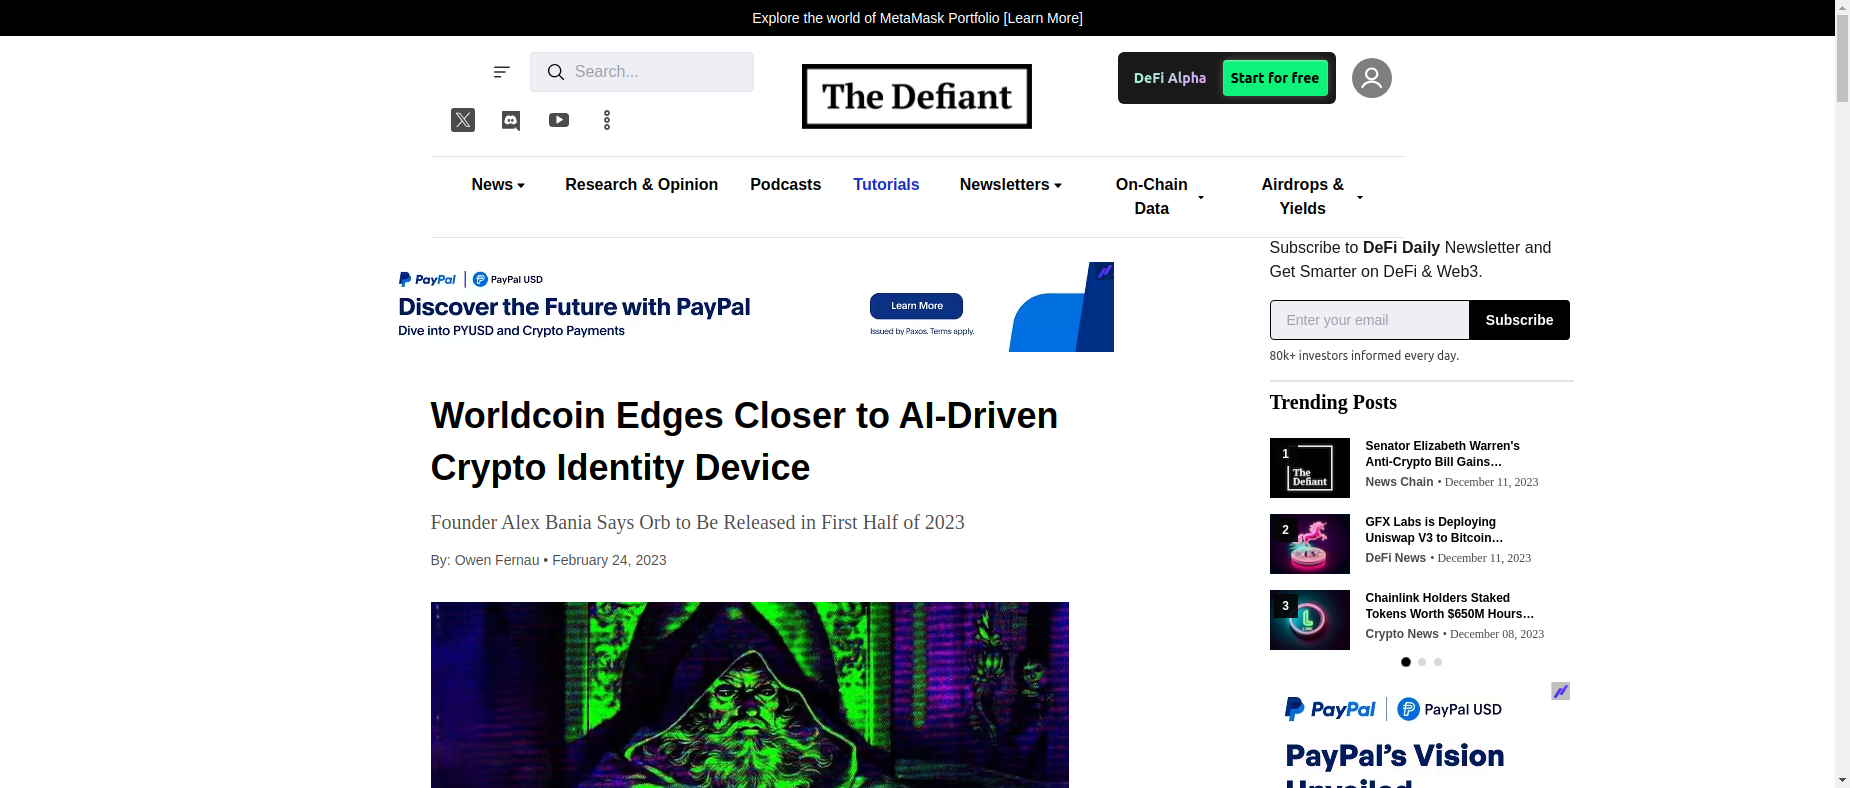 Explore the world of MetaMask Portfolio [Learn More]
Search...
The Defiant
DeFi Alpha
Start for free
News
Research & Opinion
Podcasts
Tutorials
Newsletters
On-Chain
Data
Airdrops &
Yields
PayPal
PayPal USD
Discover the Future with PayPal
Dive into PYUSD and Crypto Payments
Learn More
Issued by Paxos. Terms apply.
Worldcoin Edges Closer to AI-Driven
Crypto Identity Device
Founder Alex Bania Says Orb to Be Released in First Half of 2023
By: Owen Fernau • February 24, 2023
Subscribe to DeFi Daily Newsletter and
Get Smarter on DeFi & Web3.
Enter your email
Subscribe
80k+ investors informed every day.
Trending Posts
1
The
Defiant
Senator Elizabeth Warren's
Anti-Crypto Bill Gains…
News Chain • December 11, 2023
2
GFX Labs is Deploying
Uniswap V3 to Bitcoin…
DeFi News • December 11, 2023
3
Chainlink Holders Staked
Tokens Worth $650M Hours…
Crypto News • December 08, 2023
PayPal
PayPal USD
PayPal's Vision
Unveiled